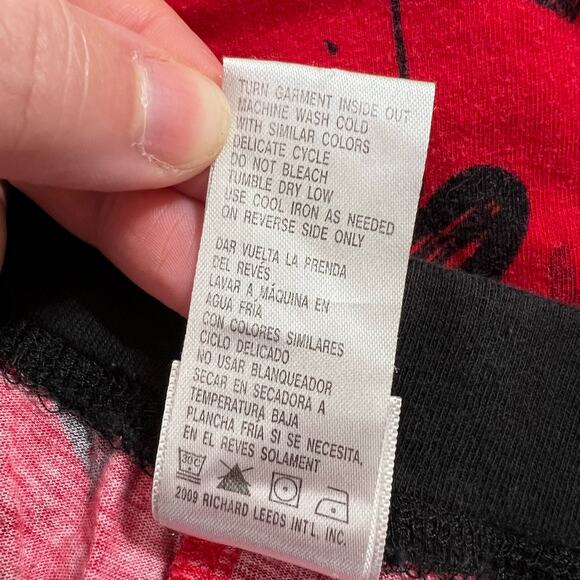 TURN GARMENT INSIDE OUT
MACHINE WASH COLD
WITH SIMILAR COLORS
DELICATE CYCLE
DO NOT BLEACH
TUMBLE DRY LOW
USE COOL IRON AS NEEDED
ON REVERSE SIDE ONLY
DAR VUELTA LA PRENDA
DEL REVÉS
LAVAR A MÁQUINA EN
AGUA FRÍA
CON COLORES SIMILARES
CICLO DELICADO
NO USAR BLANQUEADOR
SECAR EN SECADORA A
TEMPERATURA BAJA
PLANCHA FRÍA SI SE NECESITA,
EN EL REVES SOLAMENT
30C
2009 RICHARD LEEDS INT'L, INC.